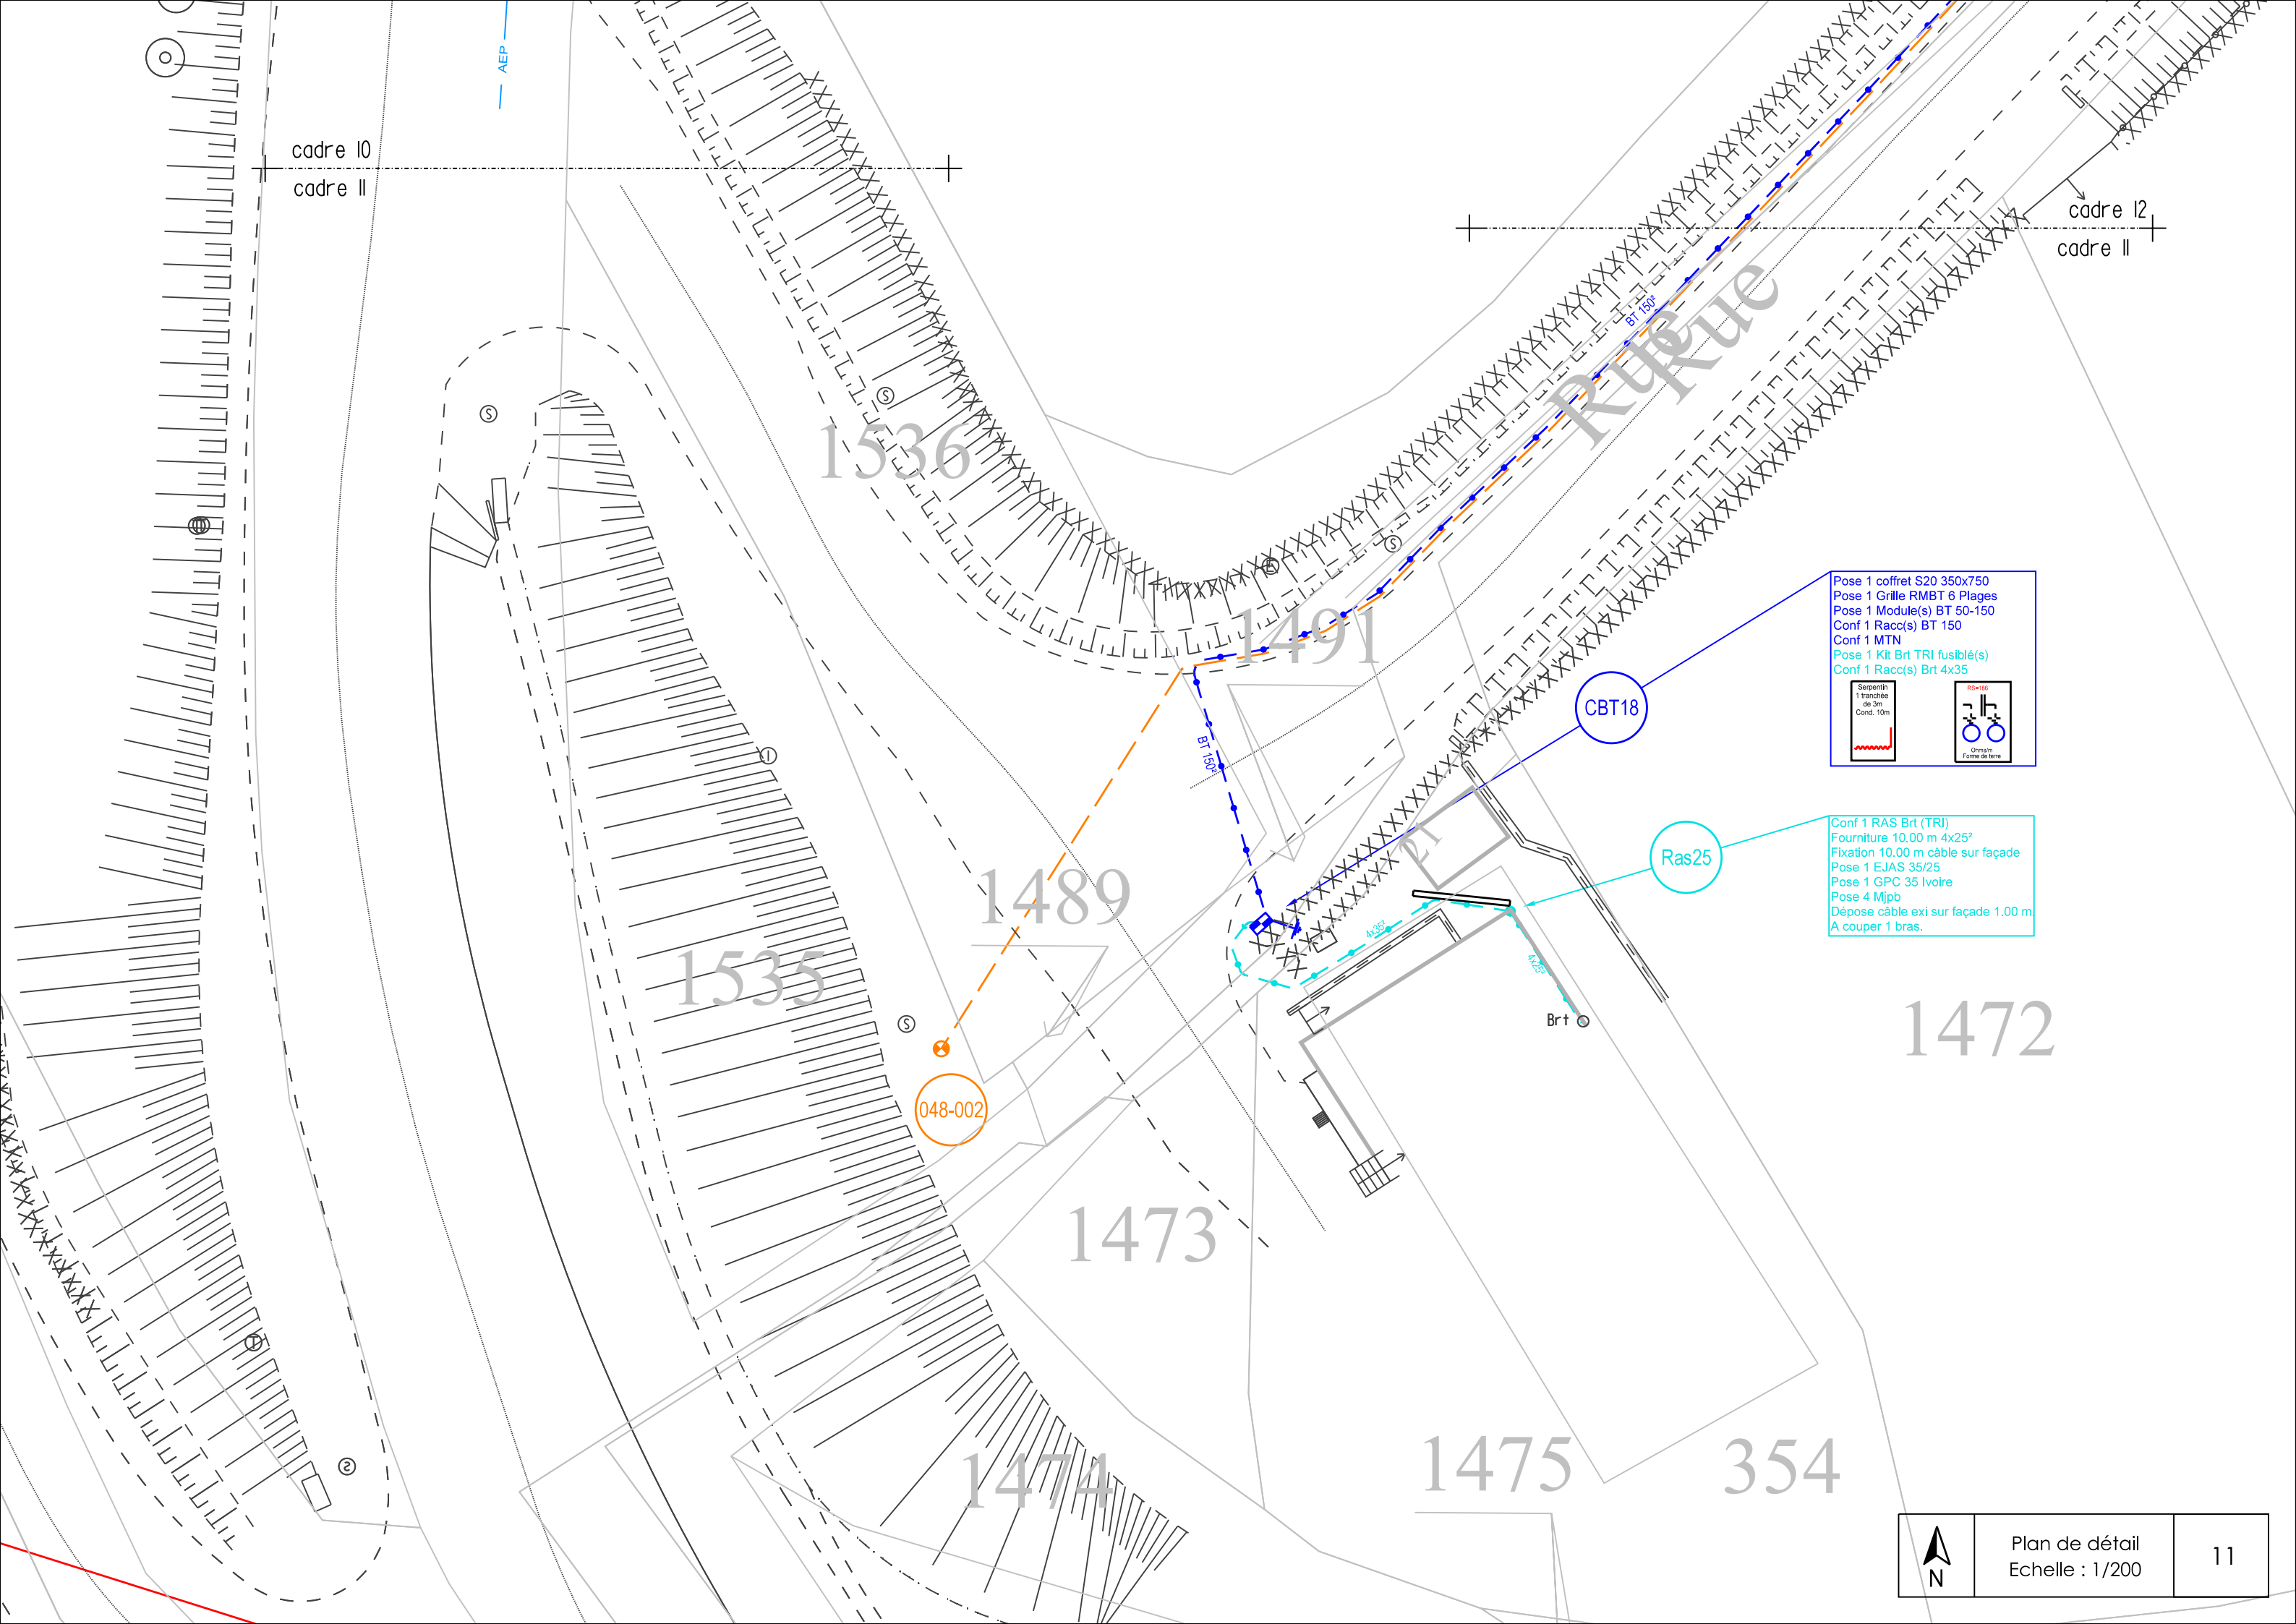 AEP
cadre 10
cadre 11
cadre 12
cadre 11
BT 150²
Rue
Rue
S
S
1536
S
E
1491
Pose 1 coffret S20 350x750
Pose 1 Grille RMBT 6 Plages
Pose 1 Module(s) BT 50-150
Conf 1 Racc(s) BT 150
Conf 1 MTN
Pose 1 Kit Brt TRI fusiblé(s)
Conf 1 Racc(s) Brt 4x35
Serpentin
1 tranchée
de 3m
Cond. 10m
RS=186
Ohms/m
Forme de terre
CBT18
BT 150²
I
21
Conf 1 RAS Brt (TRI)
Fourniture 10.00 m 4x25²
Fixation 10.00 m câble sur façade
Pose 1 EJAS 35/25
Pose 1 GPC 35 Ivoire
Pose 4 Mjpb
Dépose câble exi sur façade 1.00 m.
A couper 1 bras.
Ras25
1489
4x35²
4x25²
1535
S
Brt
1472
048-002
1473
T
S
1474
1475
354
N
Plan de détail
Echelle : 1/200
11